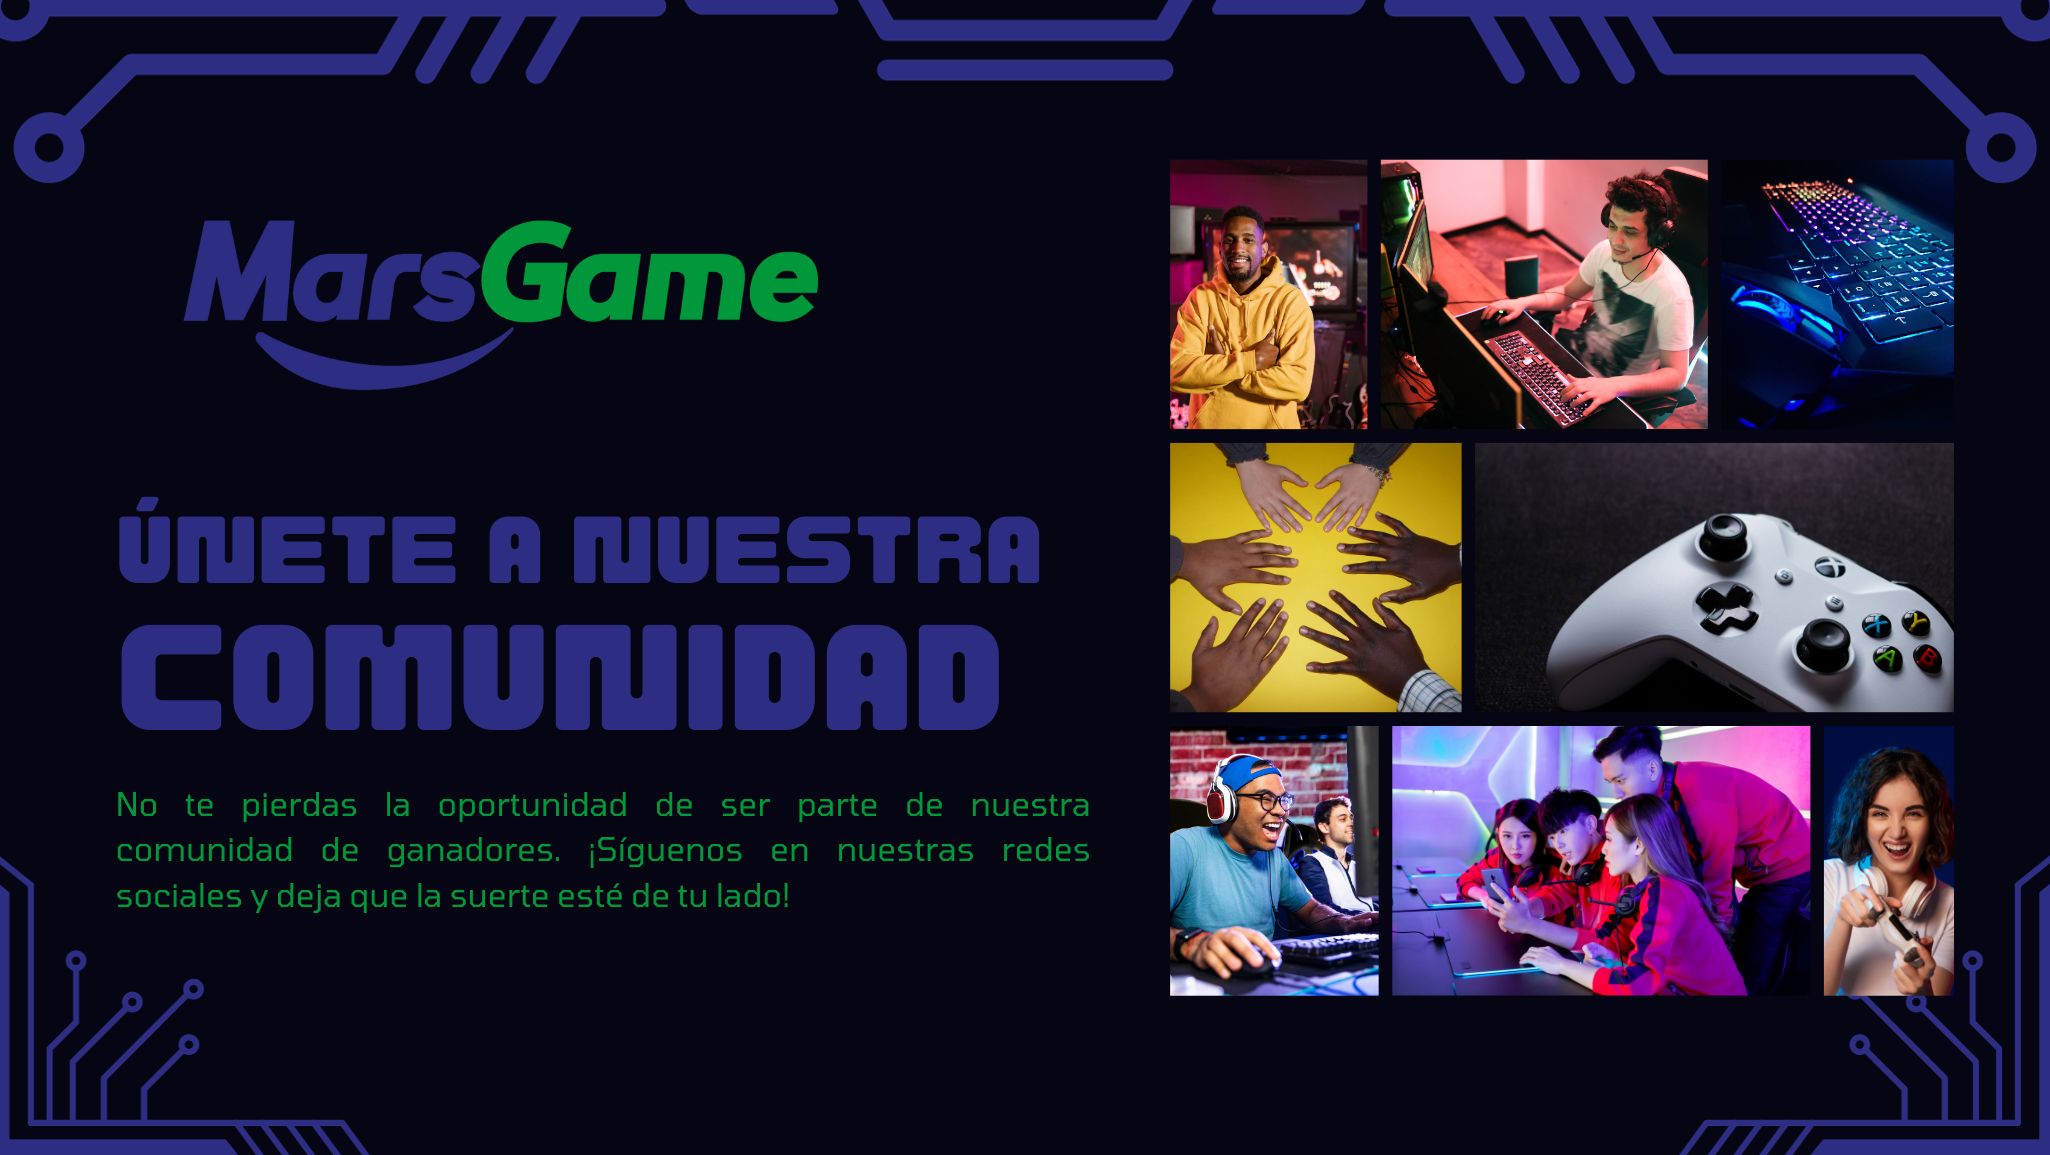 MarsGame
ÚNETE A NUESTRA
COMUNIDAD
No te pierdas la oportunidad de ser parte de nuestra
comunidad de ganadores. ¡Síguenos en nuestras redes
sociales y deja que la suerte esté de tu lado!
X Y
A B